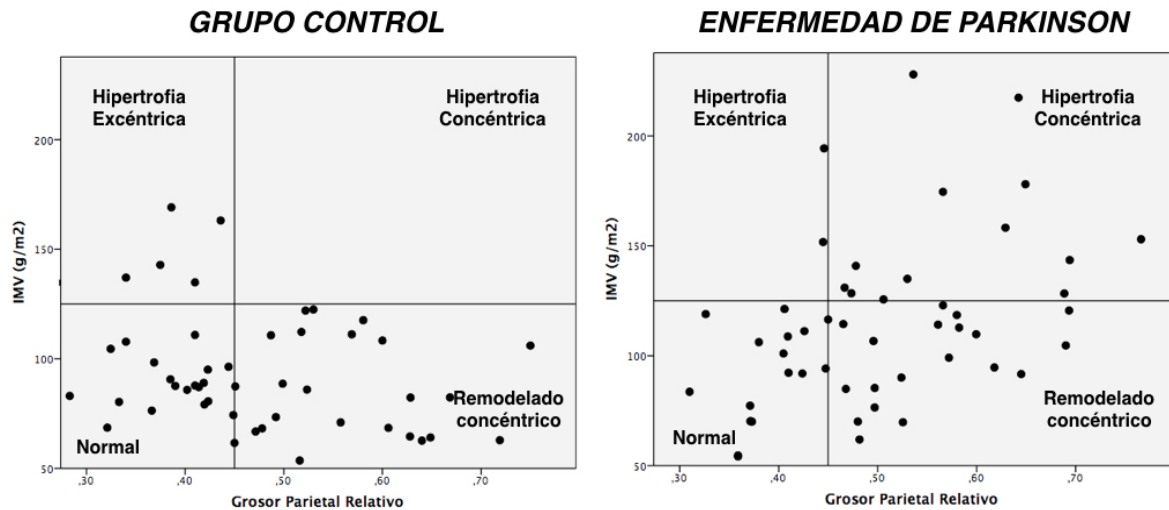 GRUPO CONTROL
Hipertrofia
Excéntrica
Hipertrofia
Concéntrica
200
150
100
50
IMV (g/m2)
Normal
Remodelado
concéntrico
,30
,40
,50
,60
,70
Grosor Parietal Relativo
ENFERMEDAD DE PARKINSON
Hipertrofia
Excéntrica
Hipertrofia
Concéntrica
200
150
100
50
IMV (g/m2)
Normal
Remodelado
concéntrico
,30
,40
,50
,60
,70
Grosor Parietal Relativo